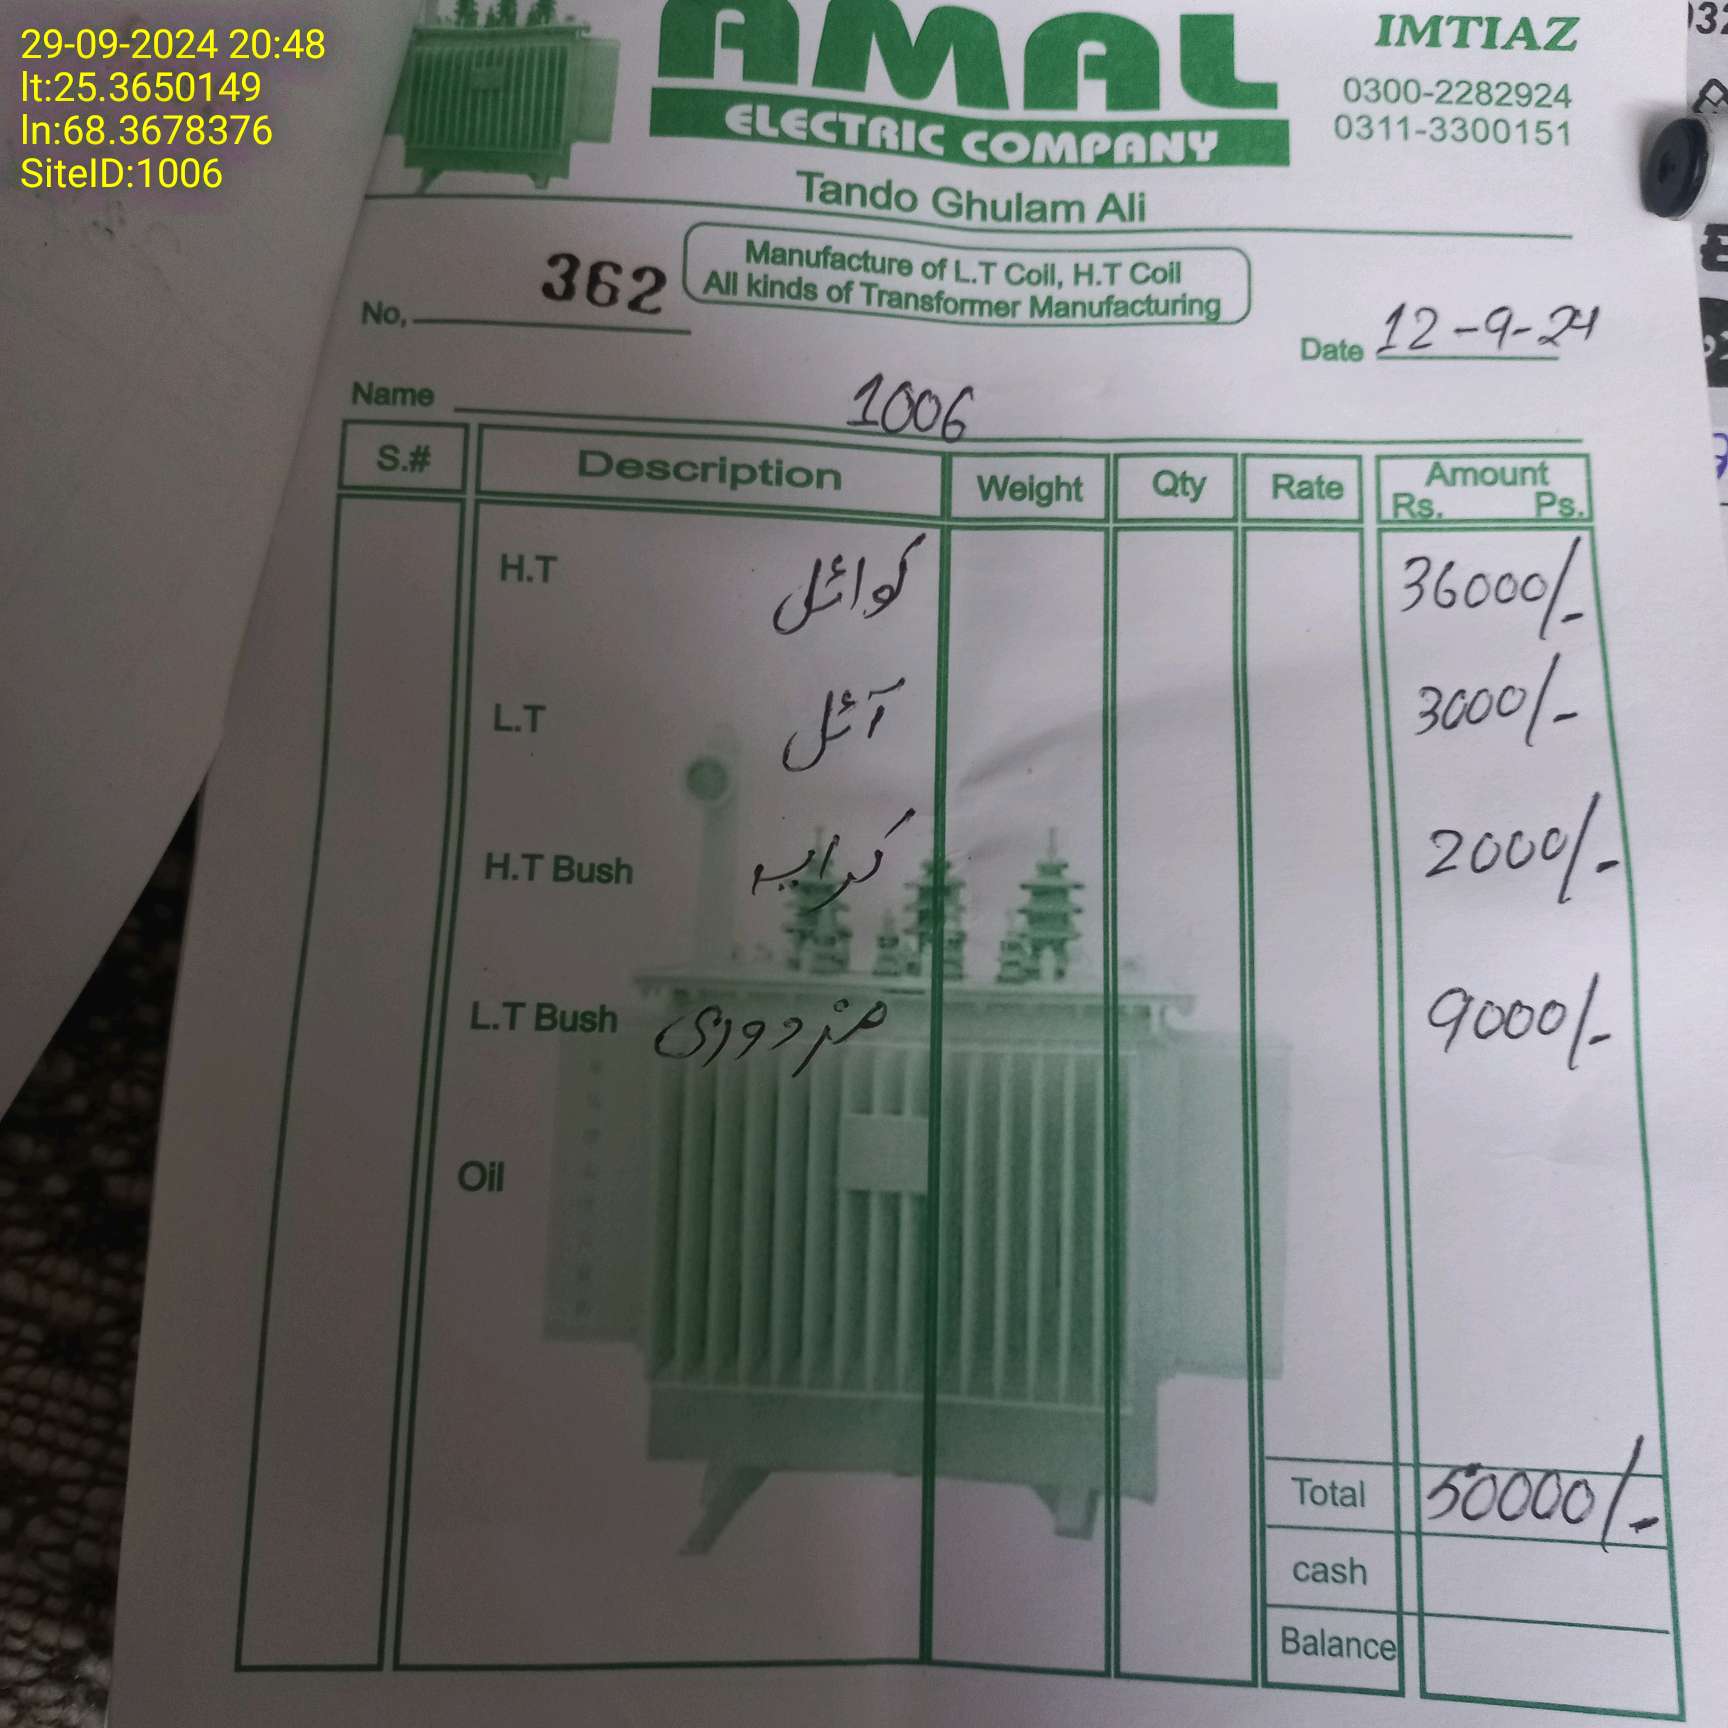 29-09-2024 20:48
lt:25.3650149
ln:68.3678376
SiteID:1006
AMAL
ELECTRIC COMPANY
Tando Ghulam Ali
IMTIAZ
0300-2282924
0311-3300151
Manufacture of L.T Coil, H.T Coil
All kinds of Transformer Manufacturing
No, 362
Date 12-9-24
Name 1006
S.# Description Weight Qty Rate Amount
Rs. Ps.
H.T کوائل 36000/-
L.T آئل 3000/-
H.T Bush کرایہ 2000/-
L.T Bush مزدوری 9000/-
Oil
Total 50000/-
cash
Balance